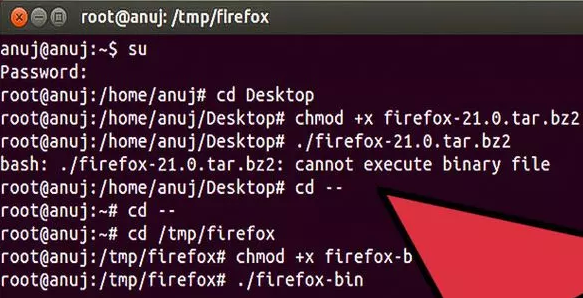 root@anuj: /tmp/firefox
anuj@anuj:~$ su
Password:
root@anuj:/home/anuj# cd Desktop
root@anuj:/home/anuj/Desktop# chmod +x firefox-21.0.tar.bz2
root@anuj:/home/anuj/Desktop# ./firefox-21.0.tar.bz2
bash: ./firefox-21.0.tar.bz2: cannot execute binary file
root@anuj:/home/anuj/Desktop# cd --
root@anuj:~# cd --
root@anuj:~# cd /tmp/firefox
root@anuj:/tmp/firefox# chmod +x firefox-b
root@anuj:/tmp/firefox# ./firefox-bin